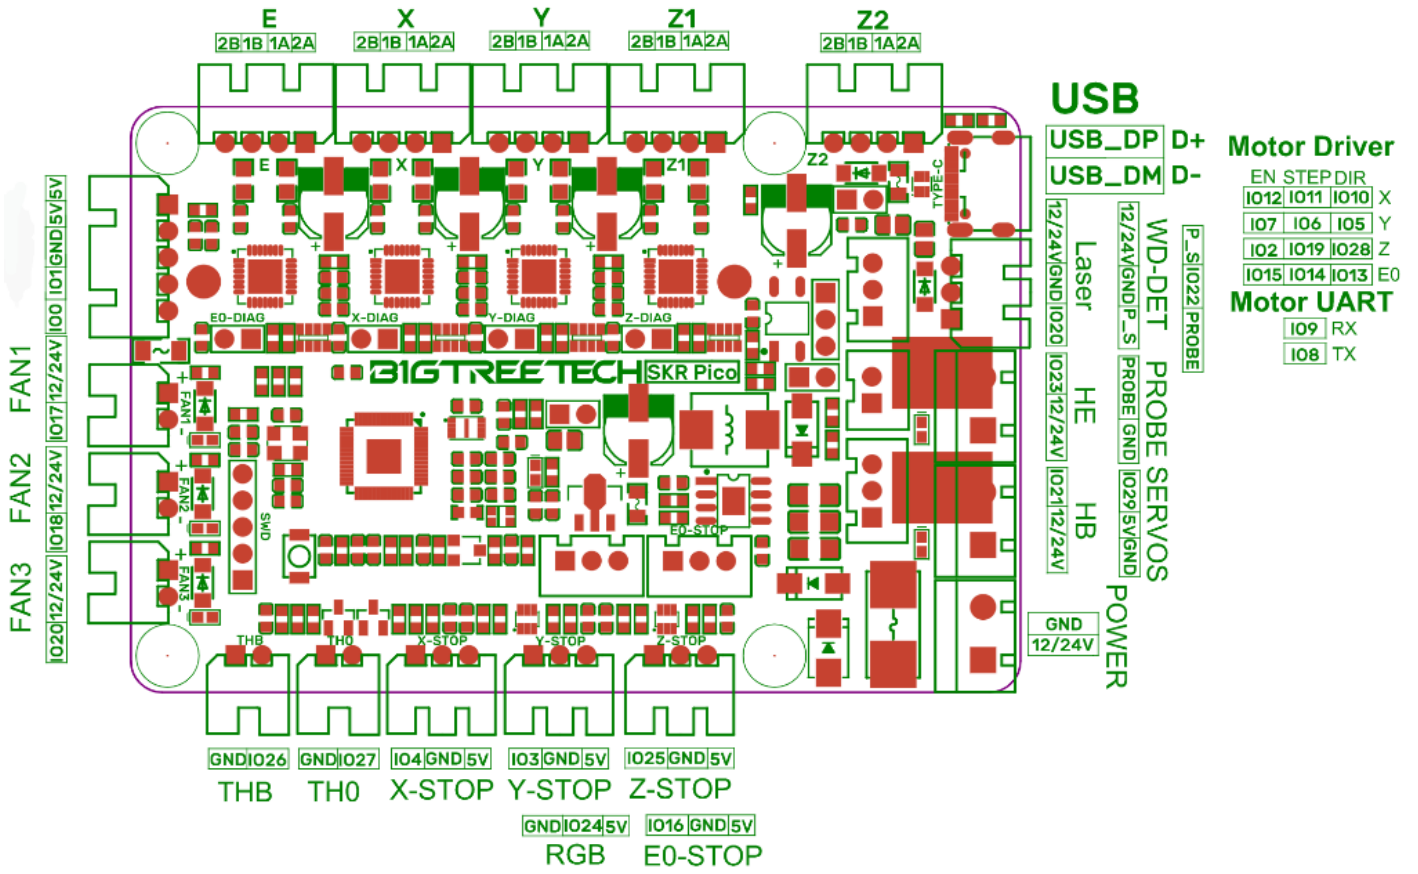 E X Y Z1 Z2
2B 1B 1A 2A 2B 1B 1A 2A 2B 1B 1A 2A 2B 1B 1A 2A 2B 1B 1A 2A
USB
USB_DP D+
USB_DM D-
Motor Driver
EN STEP DIR
IO12 IO11 IO10 X
IO7 IO6 IO5 Y
IO2 IO19 IO28 Z
IO15 IO14 IO13 E0
Motor UART
IO9 RX
IO8 TX
E X Y Z1 Z2
TYPE-C
IO0 IO1 GND 5V 5V
FAN1
IO17 12/24V
FAN2
IO18 12/24V
FAN3
IO20 12/24V
12/24V GND IO20
Laser
12/24V GND P_S
WD-DET
P_S IO22 PROBE
IO23 12/24V
HE
PROBE GND
PROBE
IO21 12/24V
HB
IO29 5V GND
SERVOS
E0-DIAG X-DIAG Y-DIAG Z-DIAG
BIGTREETECH SKR Pico
+ FAN1 -
+ FAN2 -
+ FAN3 -
SWD
E0-STOP
GND
12/24V
POWER
THB TH0 X-STOP Y-STOP Z-STOP
GND IO26 GND IO27 IO4 GND 5V IO3 GND 5V IO25 GND 5V
THB TH0 X-STOP Y-STOP Z-STOP
GND IO24 5V IO16 GND 5V
RGB E0-STOP